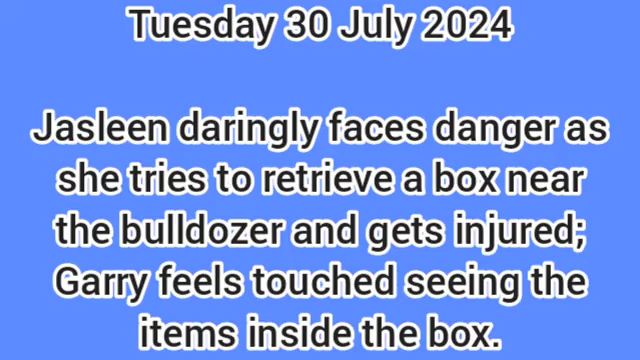 Tuesday 30 July 2024
Jasleen daringly faces danger as
she tries to retrieve a box near
the bulldozer and gets injured;
Garry feels touched seeing the
items inside the box.